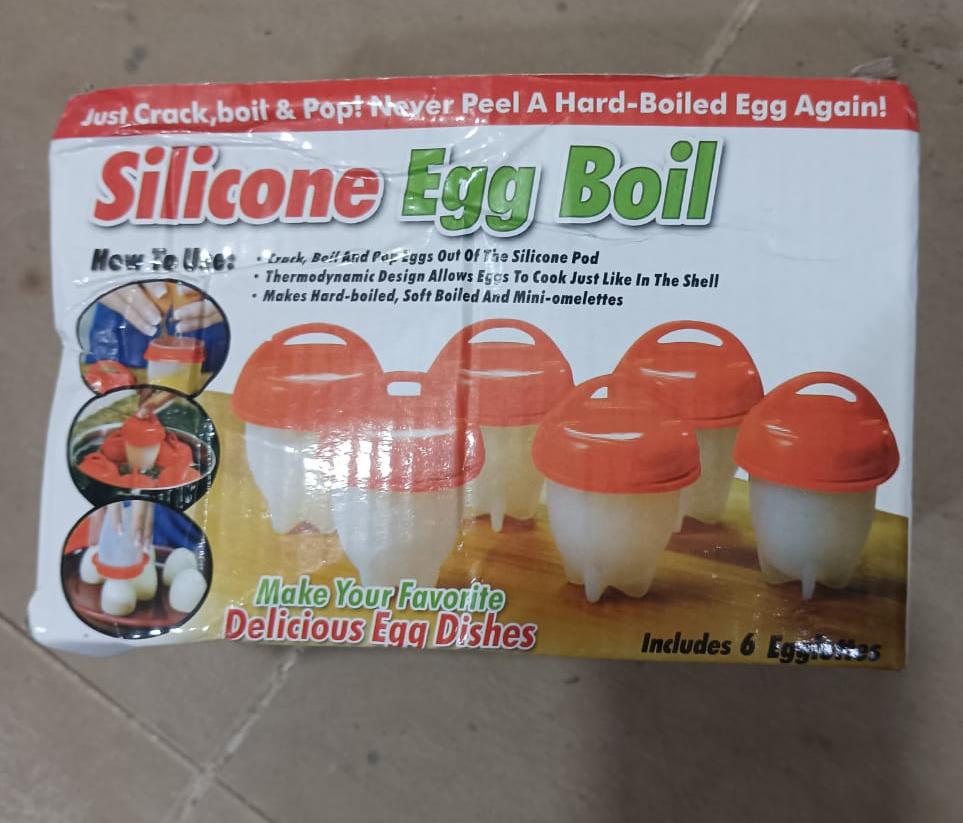 Just Crack,boil & Pop! Never Peel A Hard-Boiled Egg Again!
Silicone Egg Boil
How To Use:
• Crack, Boil And Pop Eggs Out Of The Silicone Pod
• Thermodynamic Design Allows Eggs To Cook Just Like In The Shell
• Makes Hard-boiled, Soft Boiled And Mini-omelettes
Make Your Favorite
Delicious Egg Dishes
Includes 6 Egglettes